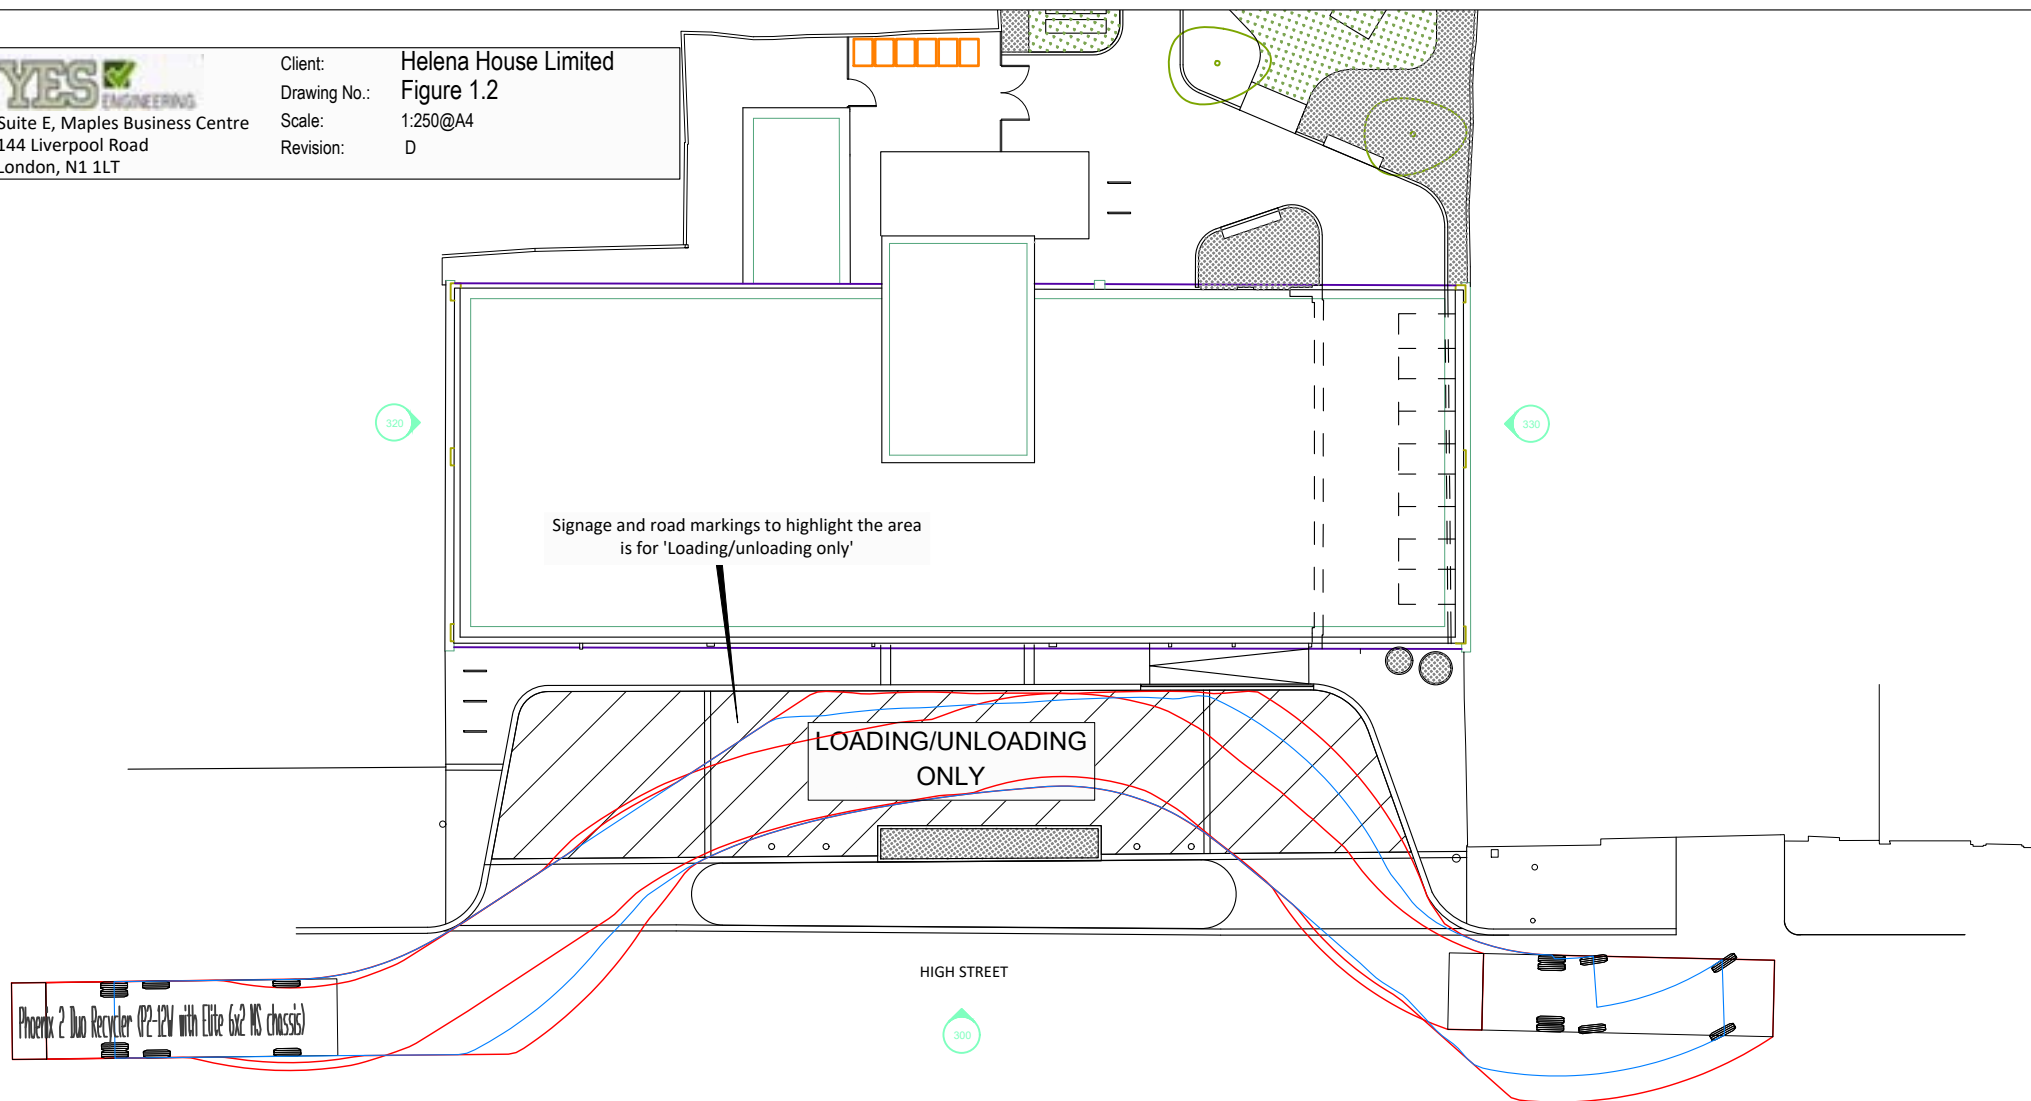 YES
ENGINEERING
Suite E, Maples Business Centre
144 Liverpool Road
London, N1 1LT
Client: Helena House Limited
Drawing No.: Figure 1.2
Scale: 1:250@A4
Revision: D
320
330
Signage and road markings to highlight the area
is for 'Loading/unloading only'
LOADING/UNLOADING
ONLY
HIGH STREET
Phoenix 2 Duo Recycler (P2-12W with Elite 6x2 MS chassis)
300